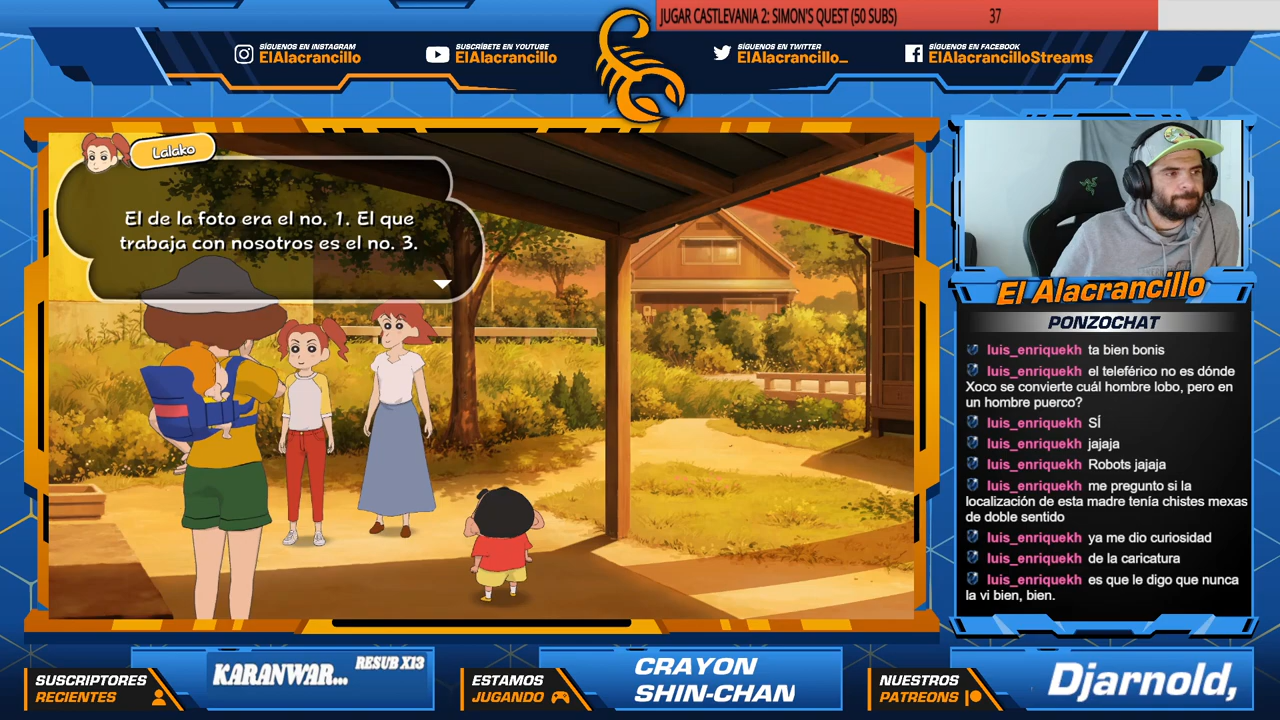 JUGAR CASTLEVANIA 2: SIMON'S QUEST (50 SUBS) 37
SÍGUENOS EN INSTAGRAM
ElAlacrancillo
SUSCRÍBETE EN YOUTUBE
ElAlacrancillo
SÍGUENOS EN TWITTER
ElAlacrancillo_
SÍGUENOS EN FACEBOOK
ElAlacrancilloStreams
Lalako
El de la foto era el no. 1. El que
trabaja con nosotros es el no. 3.
El Alacrancillo
PONZOCHAT
luis_enriquekh ta bien bonis
luis_enriquekh el teleférico no es dónde
Xoco se convierte cuál hombre lobo, pero en
un hombre puerco?
luis_enriquekh SÍ
luis_enriquekh jajaja
luis_enriquekh Robots jajaja
luis_enriquekh me pregunto si la
localización de esta madre tenía chistes mexas
de doble sentido
luis_enriquekh ya me dio curiosidad
luis_enriquekh de la caricatura
luis_enriquekh es que le digo que nunca
la vi bien, bien.
SUSCRIPTORES
RECIENTES
KARANWAR... RESUB X13
ESTAMOS
JUGANDO
CRAYON
SHIN-CHAN
NUESTROS
PATREONS
Djarnold,